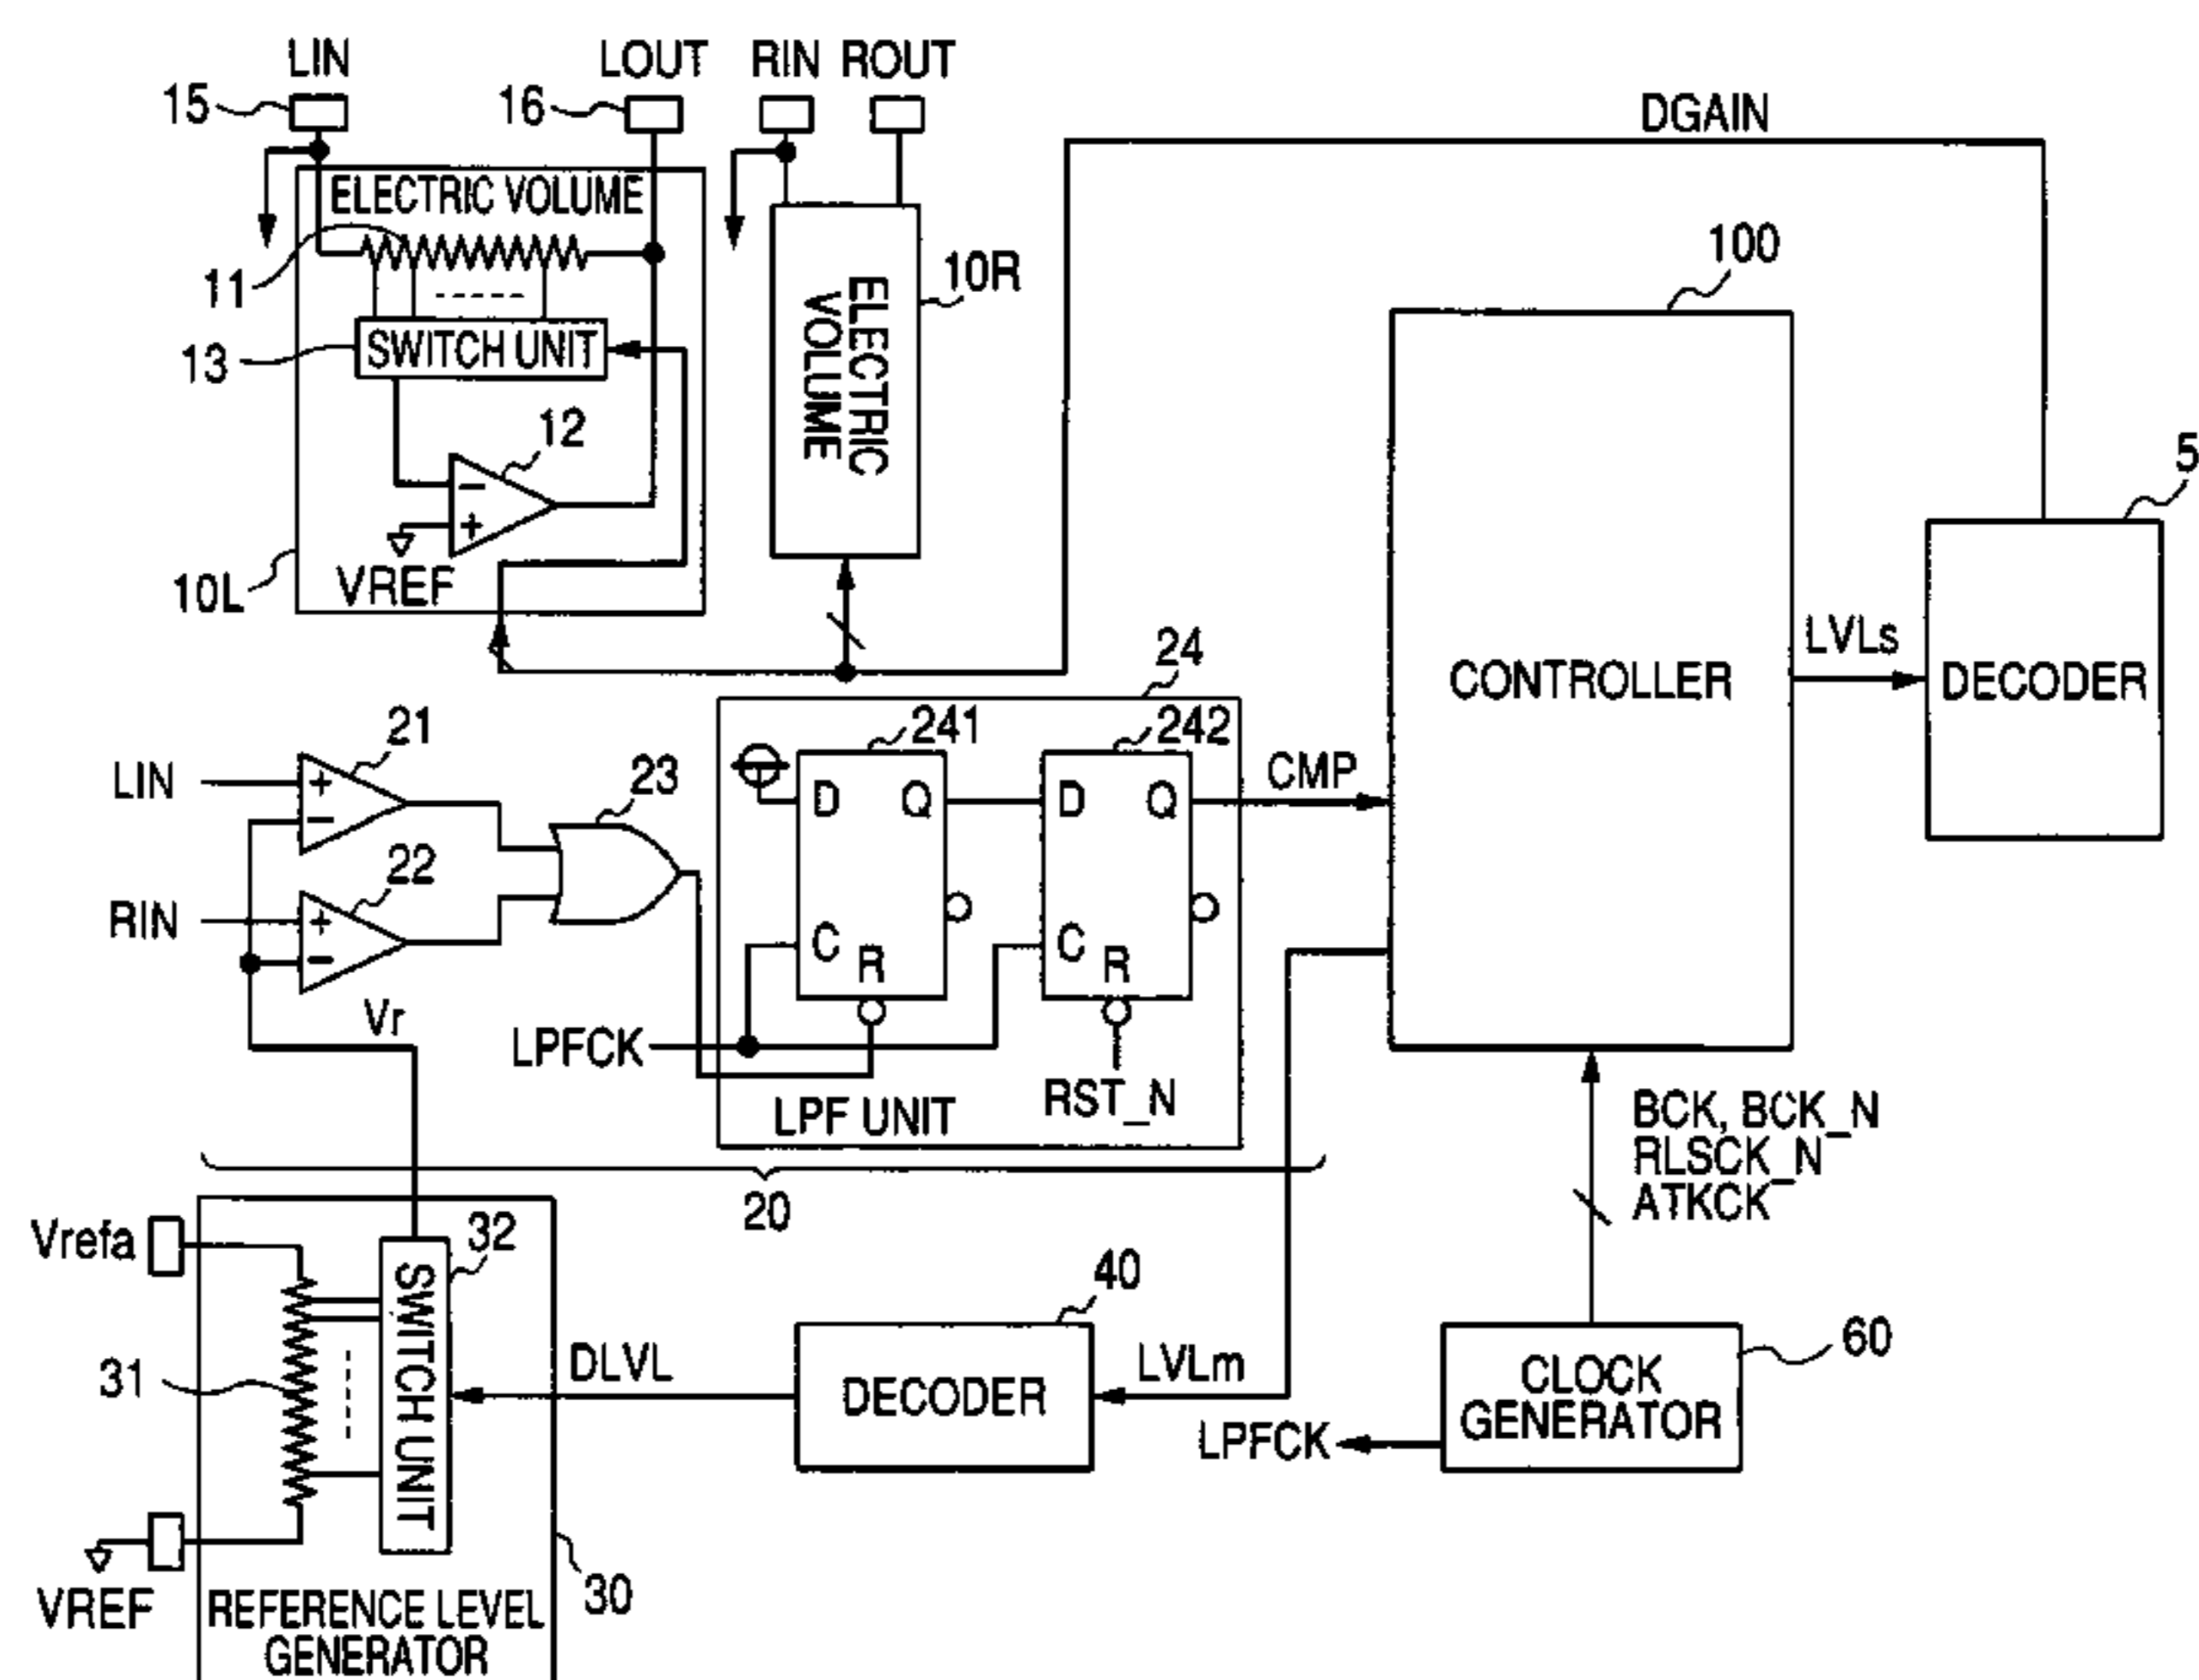 LIN
LOUT
RIN
ROUT
15
16
DGAIN
ELECTRIC VOLUME
11
10R
100
ELECTRIC
VOLUME
13
SWITCH UNIT
12
5
VREF
10L
24
LVLs
CONTROLLER
DECODER
21
241
242
LIN
+
−
23
D
Q
D
Q
CMP
22
RIN
+
−
C
R
C
R
Vr
LPFCK
RST_N
LPF UNIT
BCK, BCK_N
RLSCK_N
ATKCK
20
Vrefa
32
40
SWITCH UNIT
31
DLVL
DECODER
LVLm
CLOCK
GENERATOR
60
LPFCK
VREF
30
REFERENCE LEVEL
GENERATOR
−
+